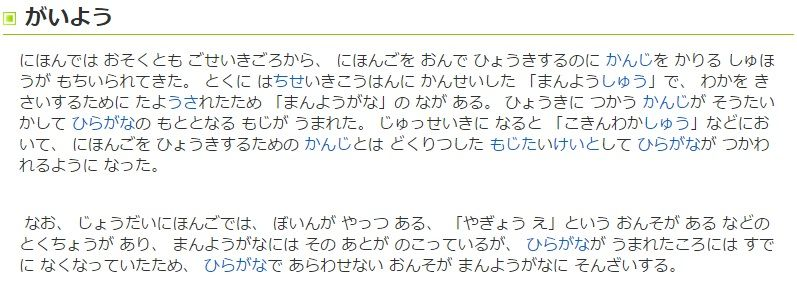 がいよう
にほんでは おそくとも ごせいきごろから、 にほんごを おんで ひょうきするのに かんじを かりる しゅほ
うが もちいられてきた。 とくに はちせいきこうはんに かんせいした 「まんようしゅう」で、 わかを き
さいするために たようされたため 「まんようがな」の なが ある。 ひょうきに つかう かんじが そうたい
かして ひらがなの もととなる もじが うまれた。 じゅっせいきに なると 「こきんわかしゅう」などにお
いて、 にほんごを ひょうきするための かんじとは どくりつした もじたいけいとして ひらがなが つかわ
れるように なった。
なお、 じょうだいにほんごでは、 ぼいんが やっつ ある、 「やぎょう え」という おんそが ある などの
とくちょうが あり、 まんようがなには その あとが のこっているが、 ひらがなが うまれたころには すで
に なくなっていたため、 ひらがなで あらわせない おんそが まんようがなに そんざいする。